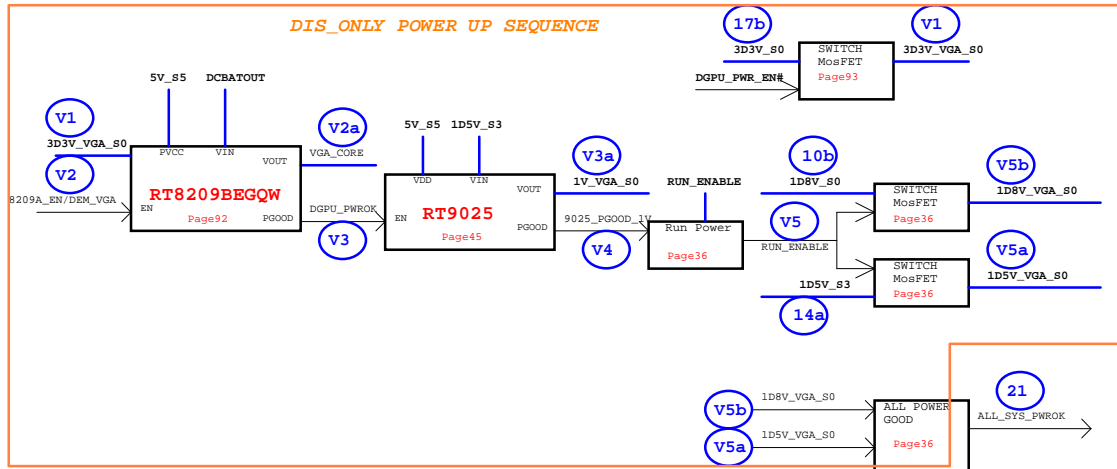 DIS_ONLY POWER UP SEQUENCE
17b
V1
3D3V_S0
SWITCH
MosFET
Page93
3D3V_VGA_S0
DGPU_PWR_EN#
5V_S5
DCBATOUT
V1
3D3V_VGA_S0
V2
8209A_EN/DEM_VGA
PVCC
VIN
VOUT
RT8209BEGQW
EN
Page92
PGOOD
V2a
VGA_CORE
DGPU_PWROK
V3
5V_S5
1D5V_S3
VDD
VIN
VOUT
RT9025
EN
Page45
PGOOD
V3a
1V_VGA_S0
9025_PGOOD_1V
V4
RUN_ENABLE
Run Power
Page36
V5
RUN_ENABLE
10b
1D8V_S0
SWITCH
MosFET
Page36
V5b
1D8V_VGA_S0
1D5V_S3
14a
SWITCH
MosFET
Page36
V5a
1D5V_VGA_S0
V5b
1D8V_VGA_S0
V5a
1D5V_VGA_S0
ALL POWER
GOOD
Page36
21
ALL_SYS_PWROK